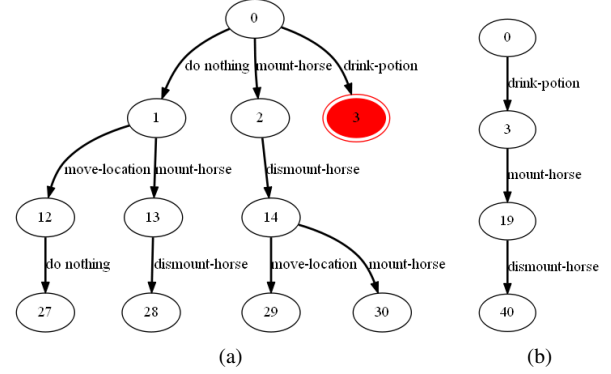 0
0
do nothing mount-horse drink-potion
drink-potion
1 2 3
3
move-location mount-horse dismount-horse
mount-horse
12 13 14
19
do nothing dismount-horse move-location mount-horse
dismount-horse
27 28 29 30
40
(a) (b)